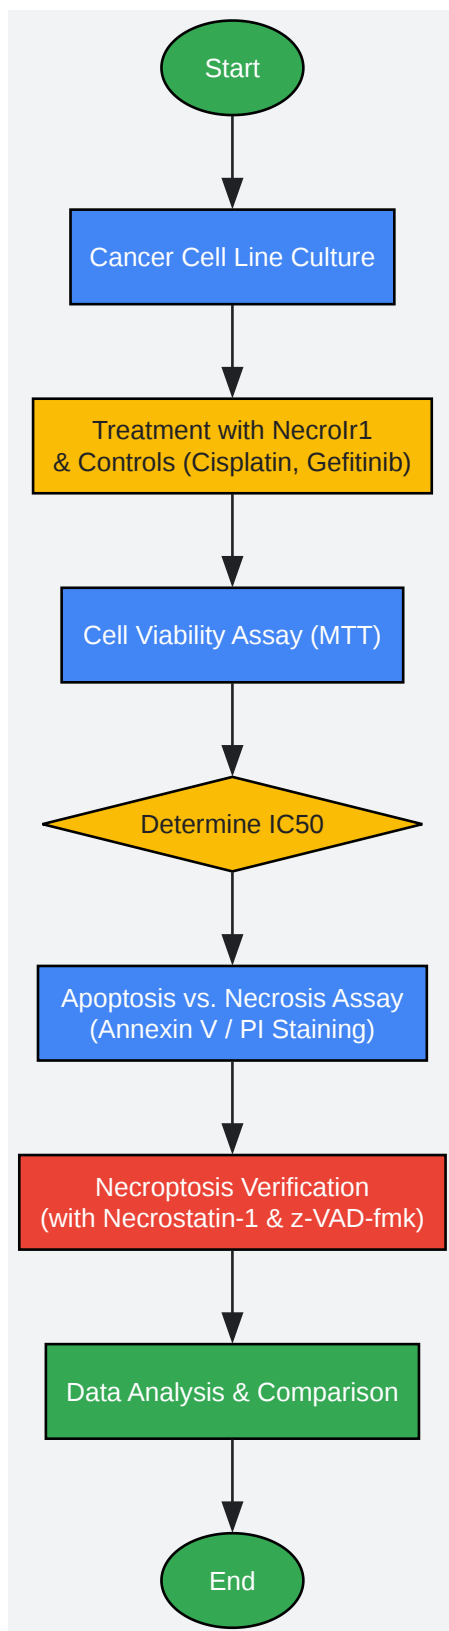 Start
Cancer Cell Line Culture
Treatment with NecroIr1
& Controls (Cisplatin, Gefitinib)
Cell Viability Assay (MTT)
Determine IC50
Apoptosis vs. Necrosis Assay
(Annexin V / PI Staining)
Necroptosis Verification
(with Necrostatin-1 & z-VAD-fmk)
Data Analysis & Comparison
End